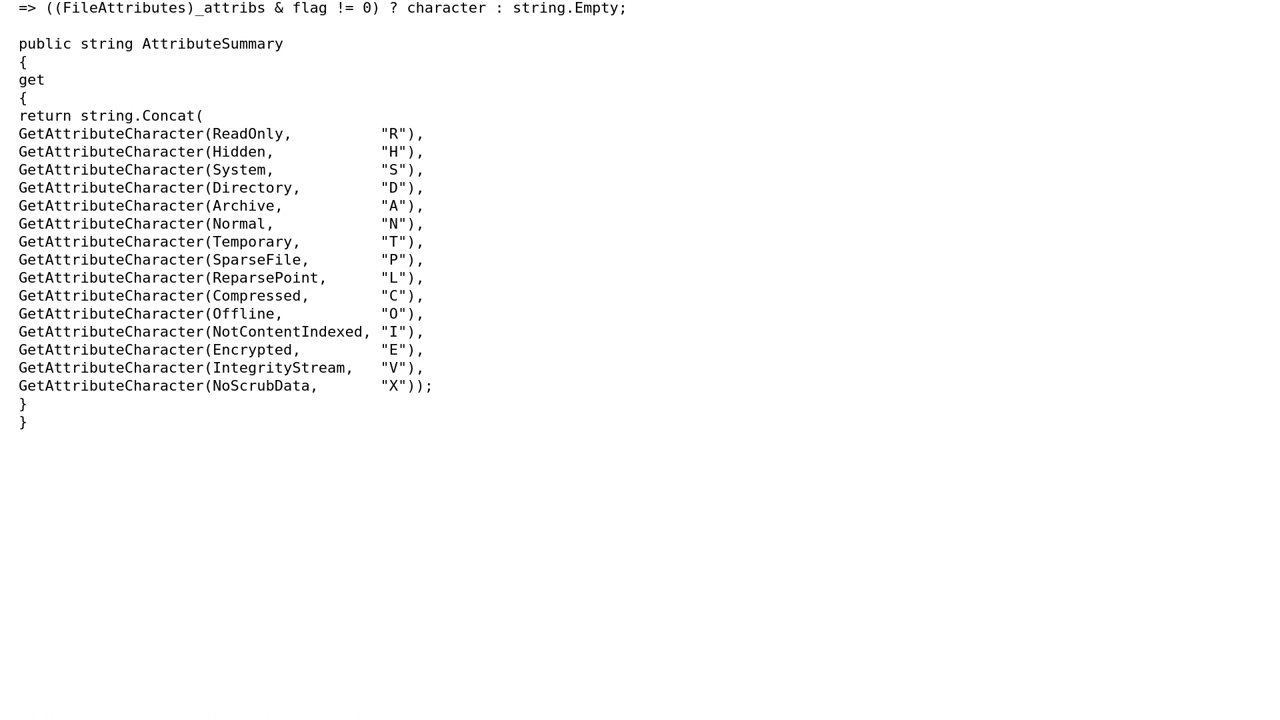 => ((FileAttributes)_attribs & flag != 0) ? character : string.Empty;

public string AttributeSummary
{
get
{
return string.Concat(
GetAttributeCharacter(ReadOnly,          "R"),
GetAttributeCharacter(Hidden,            "H"),
GetAttributeCharacter(System,            "S"),
GetAttributeCharacter(Directory,         "D"),
GetAttributeCharacter(Archive,           "A"),
GetAttributeCharacter(Normal,            "N"),
GetAttributeCharacter(Temporary,         "T"),
GetAttributeCharacter(SparseFile,        "P"),
GetAttributeCharacter(ReparsePoint,      "L"),
GetAttributeCharacter(Compressed,        "C"),
GetAttributeCharacter(Offline,           "O"),
GetAttributeCharacter(NotContentIndexed, "I"),
GetAttributeCharacter(Encrypted,         "E"),
GetAttributeCharacter(IntegrityStream,   "V"),
GetAttributeCharacter(NoScrubData,       "X"));
}
}